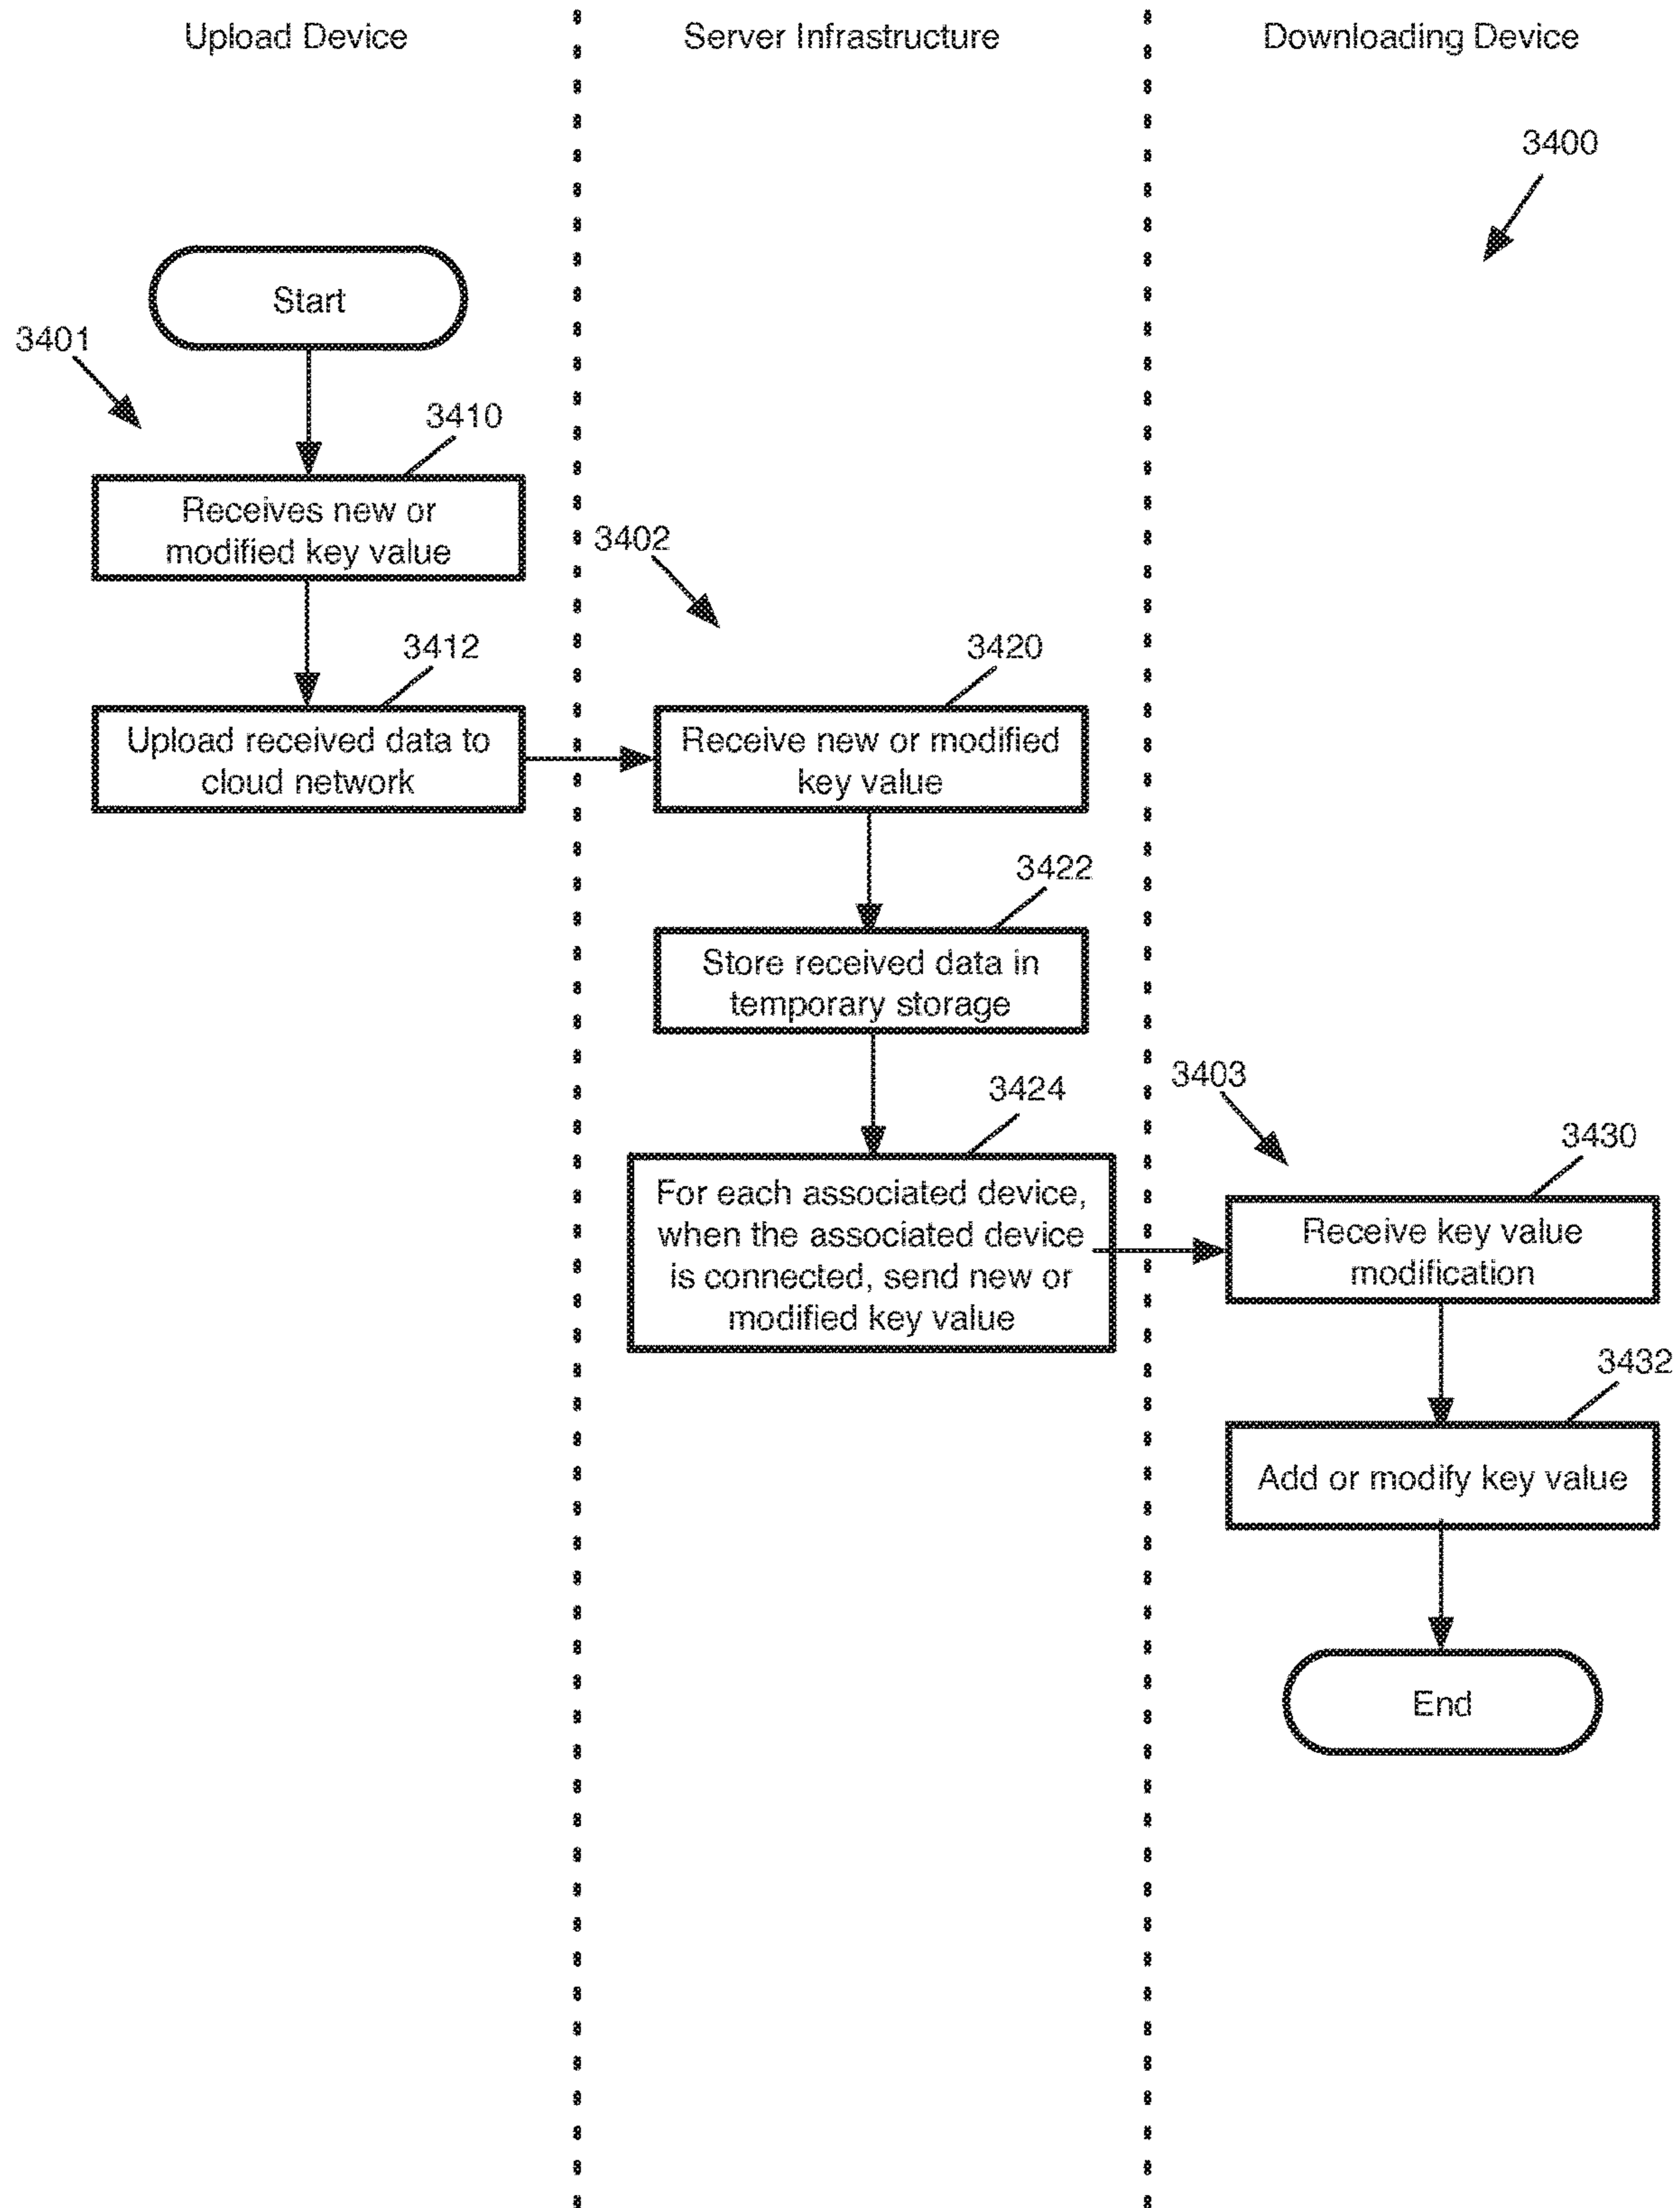 Upload Device
Server Infrastructure
Downloading Device
3400
Start
3401
3410
Receives new or
modified key value
3402
3412
3420
Upload received data to
cloud network
Receive new or modified
key value
3422
Store received data in
temporary storage
3403
3424
3430
For each associated device,
when the associated device
is connected, send new or
modified key value
Receive key value
modification
3432
Add or modify key value
End